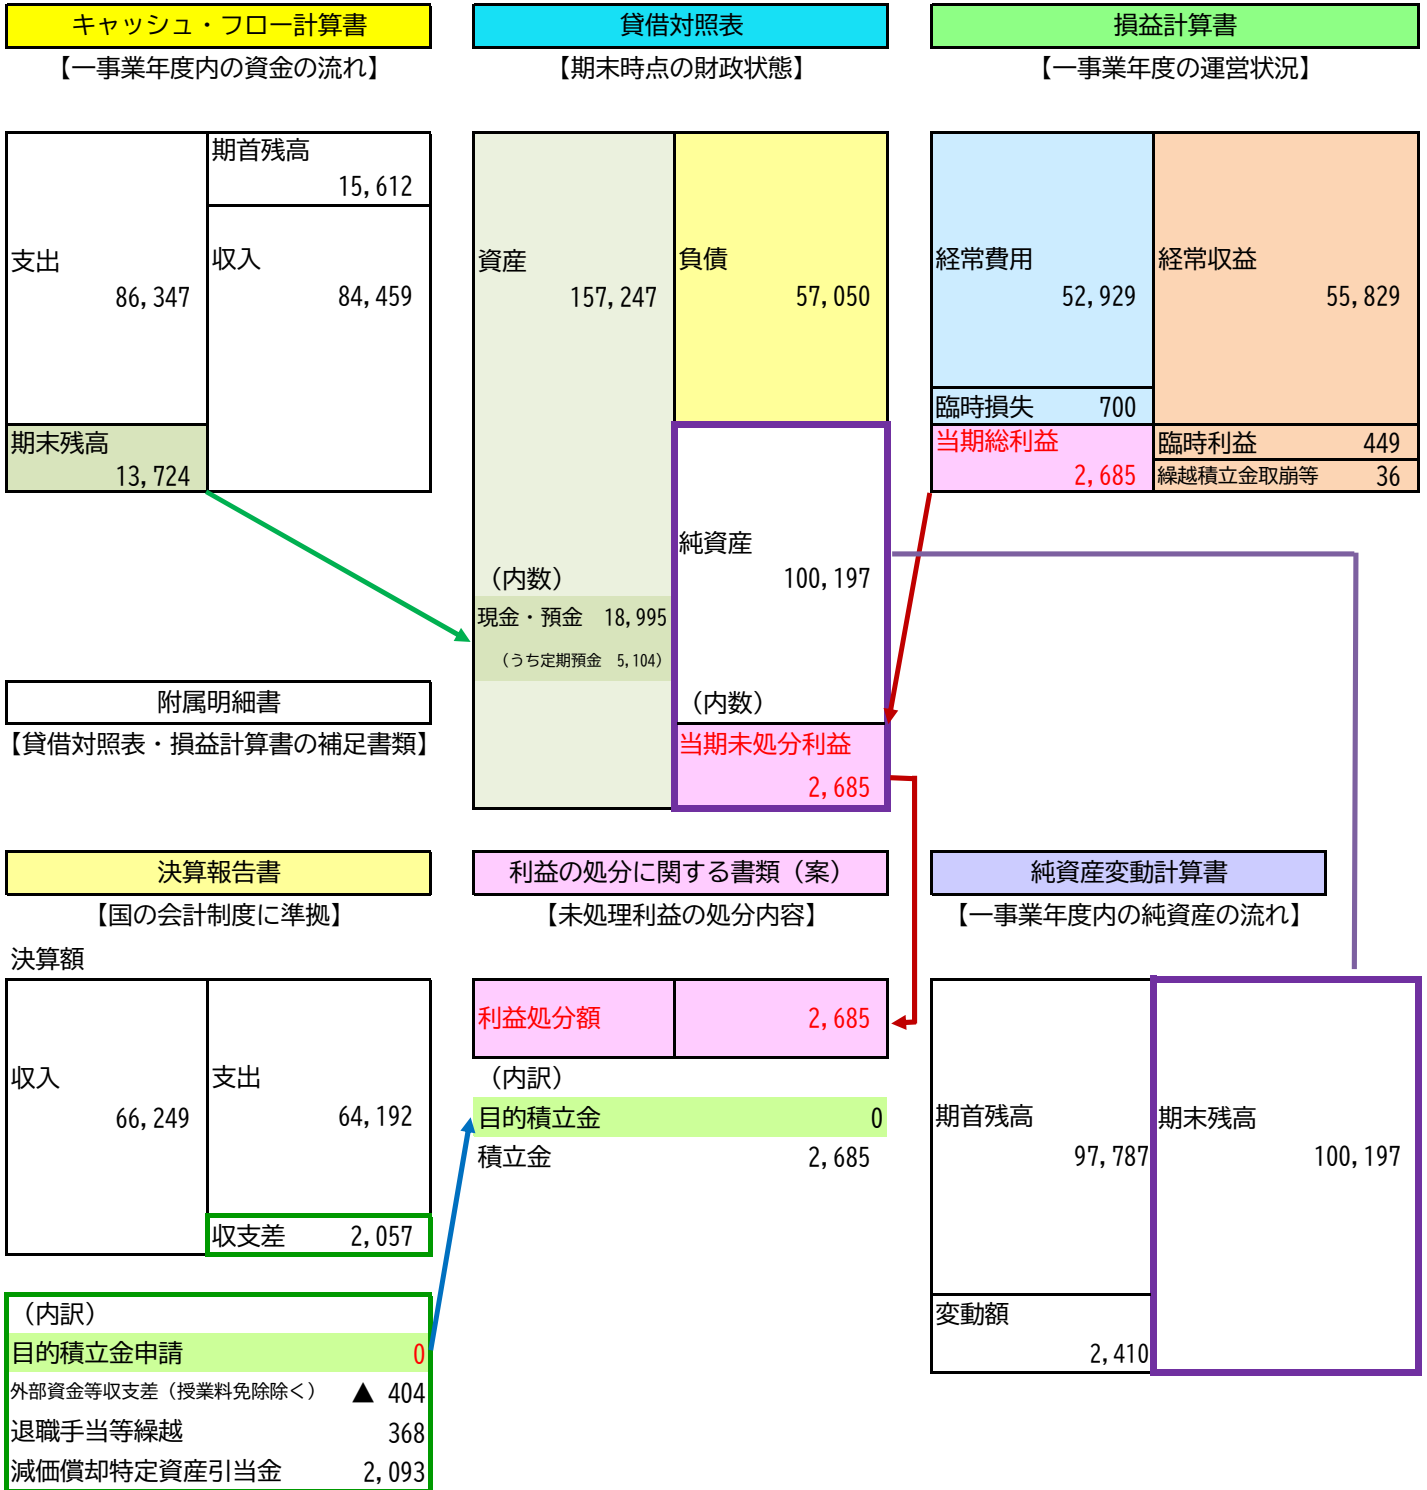 キャッシュ・フロー計算書
【一事業年度内の資金の流れ】
期首残高
15,612
支出
86,347
収入
84,459
期末残高
13,724
貸借対照表
【期末時点の財政状態】
資産
157,247
負債
57,050
純資産
100,197
（内数）
現金・預金　18,995
（うち定期預金　5,104）
（内数）
当期未処分利益
2,685
損益計算書
【一事業年度の運営状況】
経常費用
52,929
経常収益
55,829
臨時損失　700
当期総利益
2,685
臨時利益　449
繰越積立金取崩等　36
附属明細書
【貸借対照表・損益計算書の補足書類】
決算報告書
【国の会計制度に準拠】
決算額
収入
66,249
支出
64,192
収支差　2,057
（内訳）
目的積立金申請　0
外部資金等収支差（授業料免除除く）　▲ 404
退職手当等繰越　368
減価償却特定資産引当金　2,093
利益の処分に関する書類（案）
【未処理利益の処分内容】
利益処分額　2,685
（内訳）
目的積立金　0
積立金　2,685
純資産変動計算書
【一事業年度内の純資産の流れ】
期首残高
97,787
期末残高
100,197
変動額
2,410